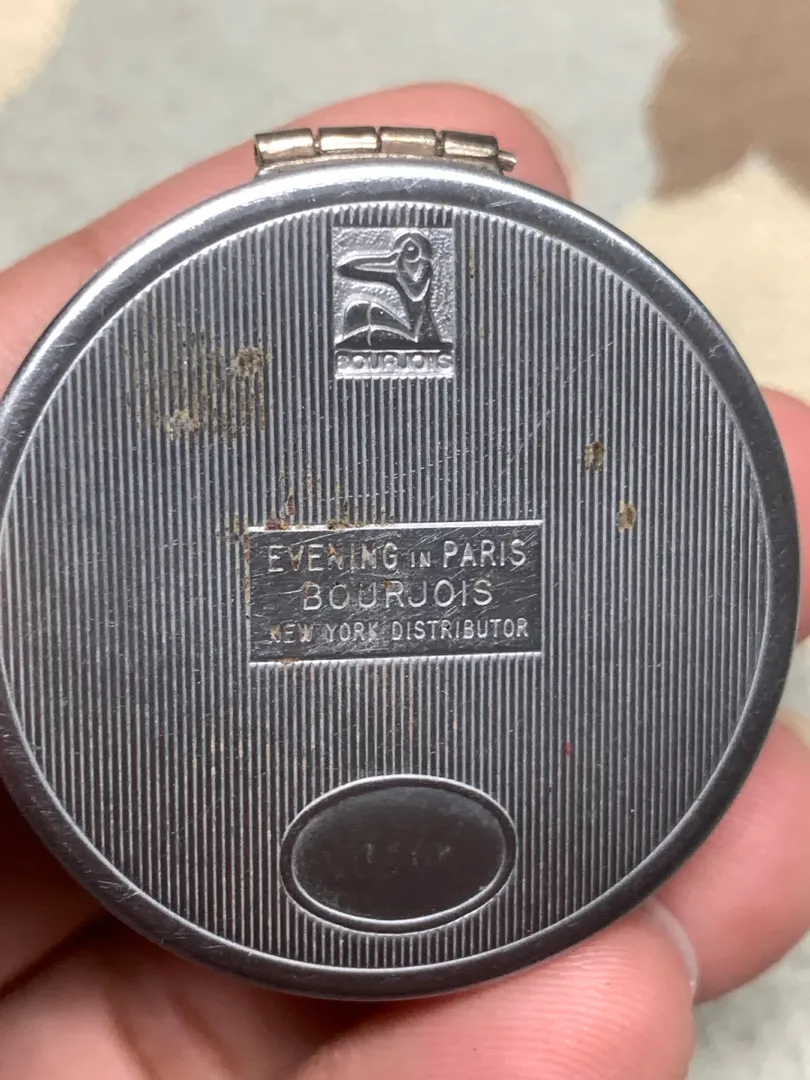 BOURJOIS
EVENING IN PARIS
BOURJOIS
NEW YORK DISTRIBUTOR